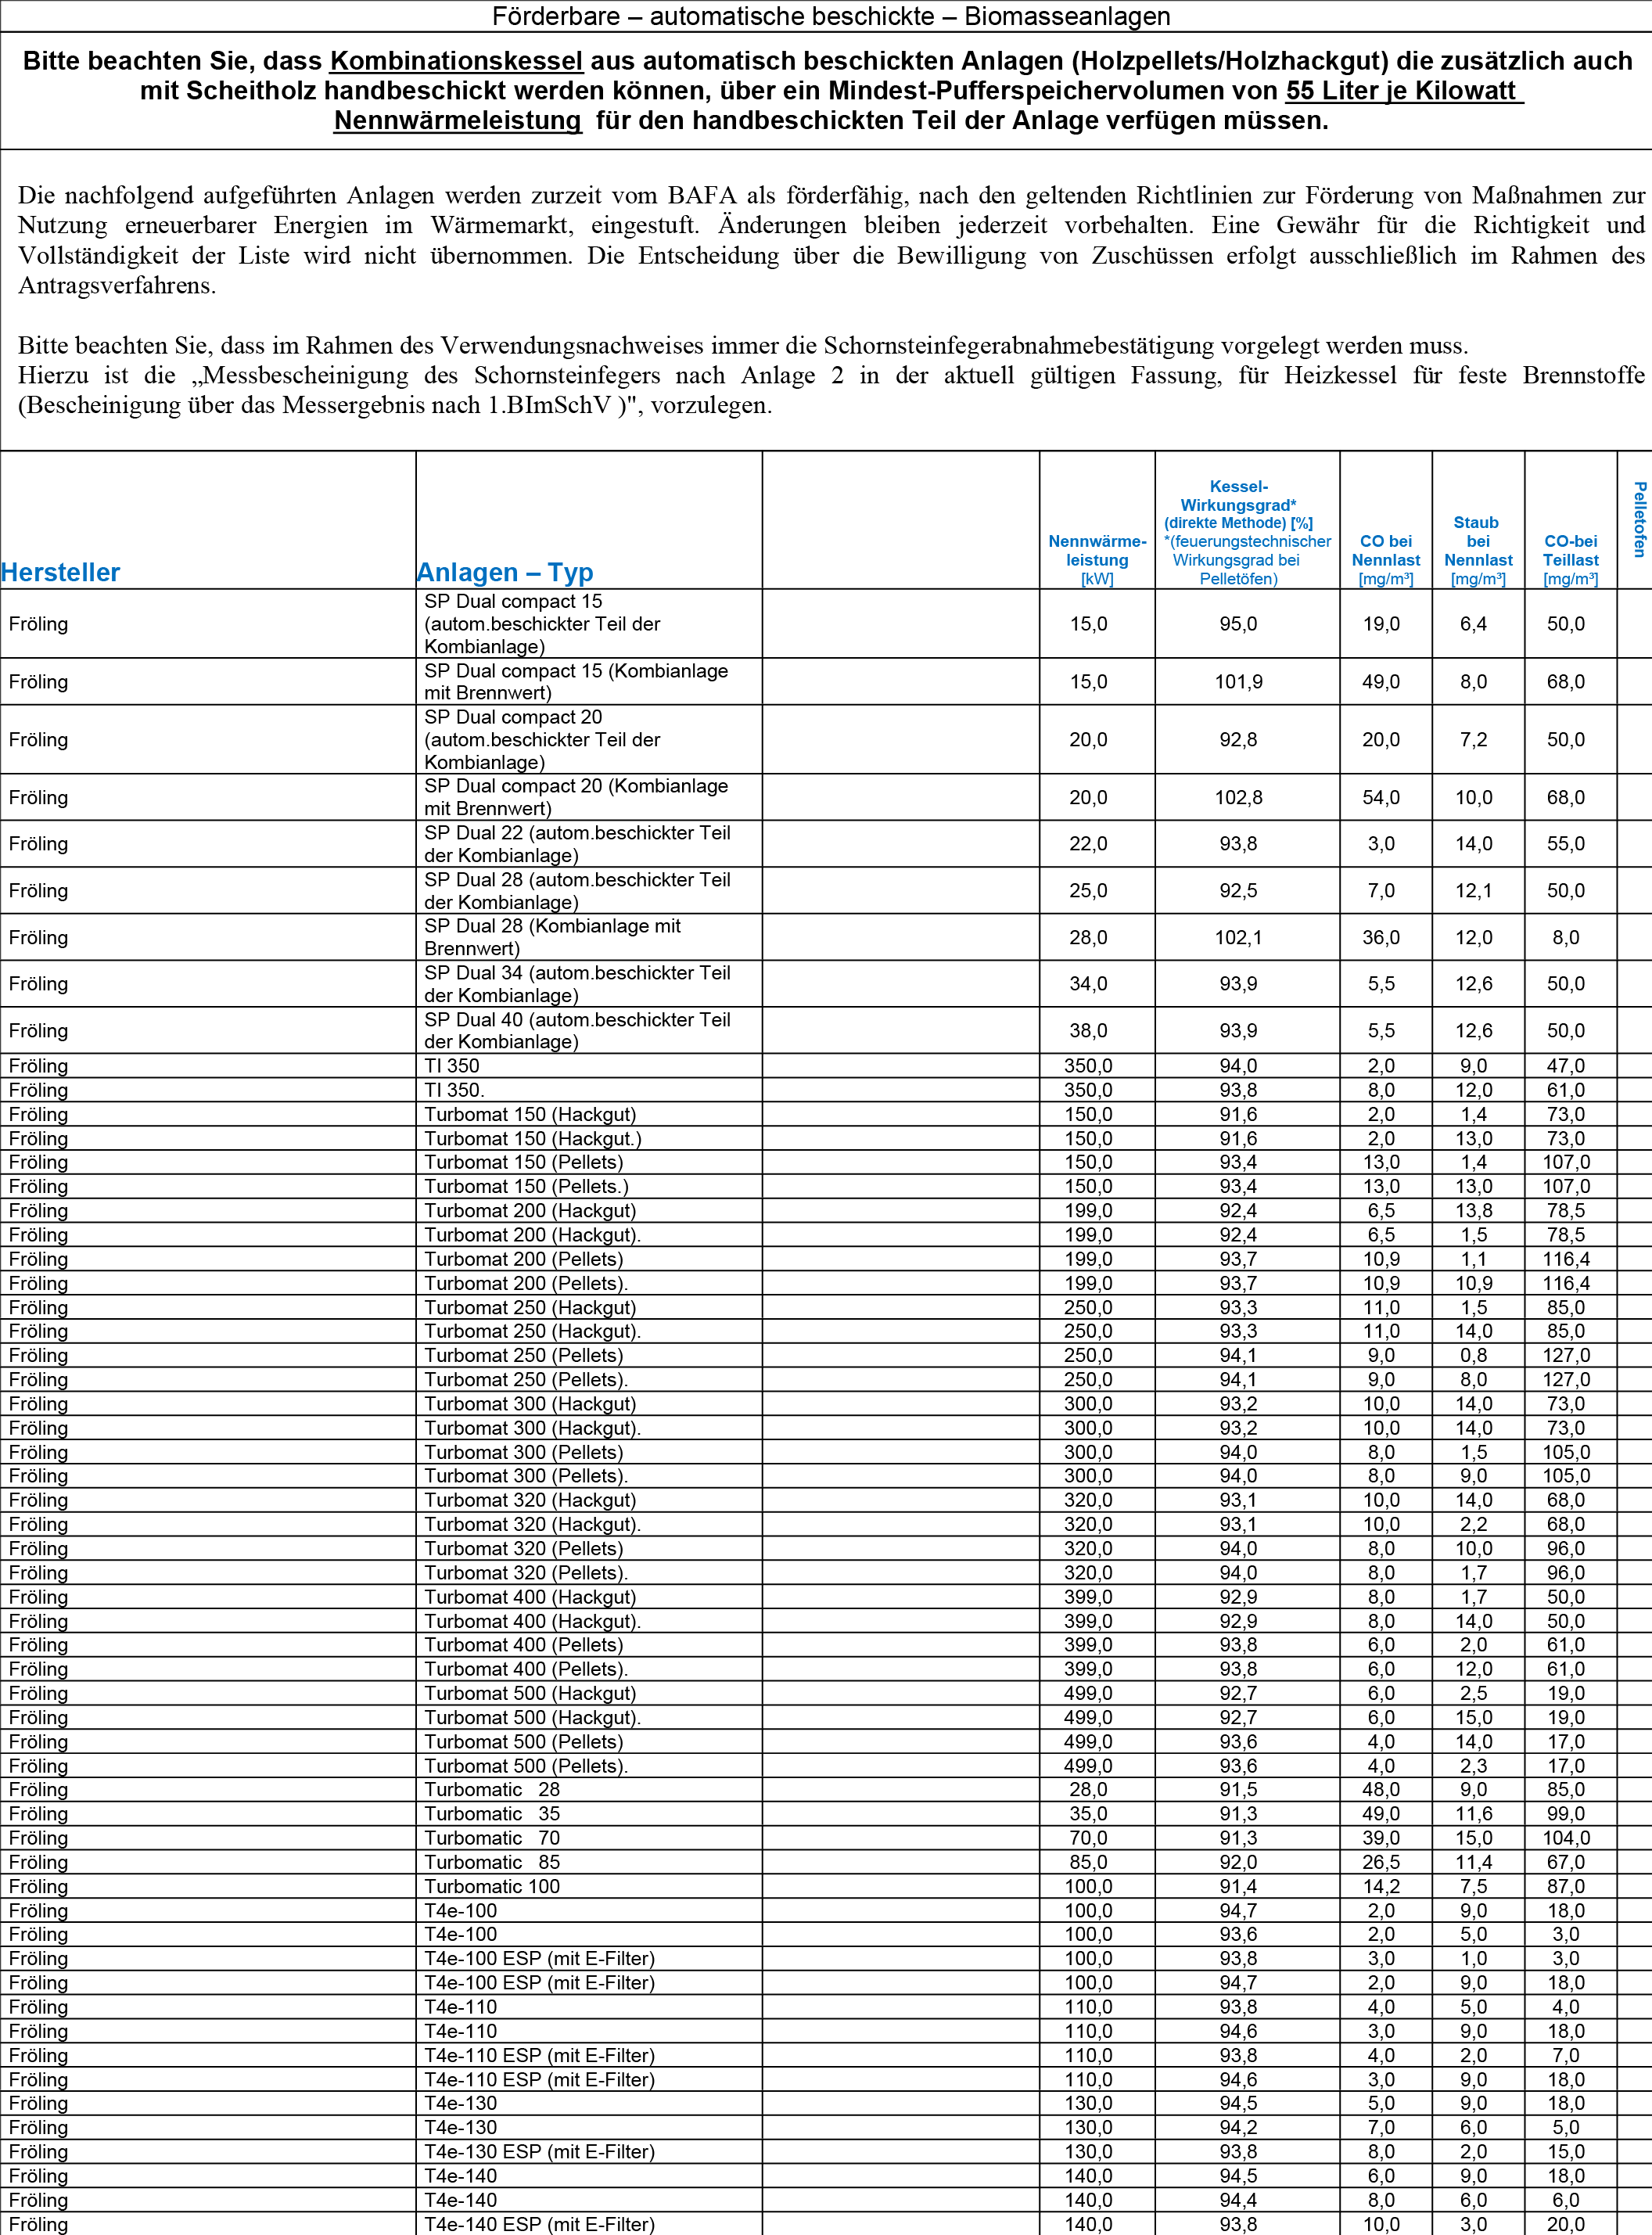 Förderbare – automatische beschickte – Biomasseanlagen
Bitte beachten Sie, dass Kombinationskessel aus automatisch beschickten Anlagen (Holzpellets/Holzhackgut) die zusätzlich auch
mit Scheitholz handbeschickt werden können, über ein Mindest-Pufferspeichervolumen von 55 Liter je Kilowatt
Nennwärmeleistung für den handbeschickten Teil der Anlage verfügen müssen.
Die nachfolgend aufgeführten Anlagen werden zurzeit vom BAFA als förderfähig, nach den geltenden Richtlinien zur Förderung von Maßnahmen zur
Nutzung erneuerbarer Energien im Wärmemarkt, eingestuft. Änderungen bleiben jederzeit vorbehalten. Eine Gewähr für die Richtigkeit und
Vollständigkeit der Liste wird nicht übernommen. Die Entscheidung über die Bewilligung von Zuschüssen erfolgt ausschließlich im Rahmen des
Antragsverfahrens.
Bitte beachten Sie, dass im Rahmen des Verwendungsnachweises immer die Schornsteinfegerabnahmebestätigung vorgelegt werden muss.
Hierzu ist die „Messbescheinigung des Schornsteinfegers nach Anlage 2 in der aktuell gültigen Fassung, für Heizkessel für feste Brennstoffe
(Bescheinigung über das Messergebnis nach 1.BImSchV )", vorzulegen.
Hersteller
Anlagen – Typ
Nennwärme-
leistung
[kW]
Kessel-
Wirkungsgrad*
(direkte Methode) [%]
*(feuerungstechnischer
Wirkungsgrad bei
Pelletöfen)
CO bei
Nennlast
[mg/m³]
Staub
bei
Nennlast
[mg/m³]
CO-bei
Teillast
[mg/m³]
Pelletofen
SP Dual compact 15
Fröling (autom.beschickter Teil der 15,0 95,0 19,0 6,4 50,0
Kombianlage)
Fröling SP Dual compact 15 (Kombianlage 15,0 101,9 49,0 8,0 68,0
mit Brennwert)
SP Dual compact 20
Fröling (autom.beschickter Teil der 20,0 92,8 20,0 7,2 50,0
Kombianlage)
Fröling SP Dual compact 20 (Kombianlage 20,0 102,8 54,0 10,0 68,0
mit Brennwert)
Fröling SP Dual 22 (autom.beschickter Teil 22,0 93,8 3,0 14,0 55,0
der Kombianlage)
Fröling SP Dual 28 (autom.beschickter Teil 25,0 92,5 7,0 12,1 50,0
der Kombianlage)
Fröling SP Dual 28 (Kombianlage mit 28,0 102,1 36,0 12,0 8,0
Brennwert)
Fröling SP Dual 34 (autom.beschickter Teil 34,0 93,9 5,5 12,6 50,0
der Kombianlage)
Fröling SP Dual 40 (autom.beschickter Teil 38,0 93,9 5,5 12,6 50,0
der Kombianlage)
Fröling TI 350 350,0 94,0 2,0 9,0 47,0
Fröling TI 350. 350,0 93,8 8,0 12,0 61,0
Fröling Turbomat 150 (Hackgut) 150,0 91,6 2,0 1,4 73,0
Fröling Turbomat 150 (Hackgut.) 150,0 91,6 2,0 13,0 73,0
Fröling Turbomat 150 (Pellets) 150,0 93,4 13,0 1,4 107,0
Fröling Turbomat 150 (Pellets.) 150,0 93,4 13,0 13,0 107,0
Fröling Turbomat 200 (Hackgut) 199,0 92,4 6,5 13,8 78,5
Fröling Turbomat 200 (Hackgut). 199,0 92,4 6,5 1,5 78,5
Fröling Turbomat 200 (Pellets) 199,0 93,7 10,9 1,1 116,4
Fröling Turbomat 200 (Pellets). 199,0 93,7 10,9 10,9 116,4
Fröling Turbomat 250 (Hackgut) 250,0 93,3 11,0 1,5 85,0
Fröling Turbomat 250 (Hackgut). 250,0 93,3 11,0 14,0 85,0
Fröling Turbomat 250 (Pellets) 250,0 94,1 9,0 0,8 127,0
Fröling Turbomat 250 (Pellets). 250,0 94,1 9,0 8,0 127,0
Fröling Turbomat 300 (Hackgut) 300,0 93,2 10,0 14,0 73,0
Fröling Turbomat 300 (Hackgut). 300,0 93,2 10,0 14,0 73,0
Fröling Turbomat 300 (Pellets) 300,0 94,0 8,0 1,5 105,0
Fröling Turbomat 300 (Pellets). 300,0 94,0 8,0 9,0 105,0
Fröling Turbomat 320 (Hackgut) 320,0 93,1 10,0 14,0 68,0
Fröling Turbomat 320 (Hackgut). 320,0 93,1 10,0 2,2 68,0
Fröling Turbomat 320 (Pellets) 320,0 94,0 8,0 10,0 96,0
Fröling Turbomat 320 (Pellets). 320,0 94,0 8,0 1,7 96,0
Fröling Turbomat 400 (Hackgut) 399,0 92,9 8,0 1,7 50,0
Fröling Turbomat 400 (Hackgut). 399,0 92,9 8,0 14,0 50,0
Fröling Turbomat 400 (Pellets) 399,0 93,8 6,0 2,0 61,0
Fröling Turbomat 400 (Pellets). 399,0 93,8 6,0 12,0 61,0
Fröling Turbomat 500 (Hackgut) 499,0 92,7 6,0 2,5 19,0
Fröling Turbomat 500 (Hackgut). 499,0 92,7 6,0 15,0 19,0
Fröling Turbomat 500 (Pellets) 499,0 93,6 4,0 14,0 17,0
Fröling Turbomat 500 (Pellets). 499,0 93,6 4,0 2,3 17,0
Fröling Turbomatic 28 28,0 91,5 48,0 9,0 85,0
Fröling Turbomatic 35 35,0 91,3 49,0 11,6 99,0
Fröling Turbomatic 70 70,0 91,3 39,0 15,0 104,0
Fröling Turbomatic 85 85,0 92,0 26,5 11,4 67,0
Fröling Turbomatic 100 100,0 91,4 14,2 7,5 87,0
Fröling T4e-100 100,0 94,7 2,0 9,0 18,0
Fröling T4e-100 100,0 93,6 2,0 5,0 3,0
Fröling T4e-100 ESP (mit E-Filter) 100,0 93,8 3,0 1,0 3,0
Fröling T4e-100 ESP (mit E-Filter) 100,0 94,7 2,0 9,0 18,0
Fröling T4e-110 110,0 93,8 4,0 5,0 4,0
Fröling T4e-110 110,0 94,6 3,0 9,0 18,0
Fröling T4e-110 ESP (mit E-Filter) 110,0 93,8 4,0 2,0 7,0
Fröling T4e-110 ESP (mit E-Filter) 110,0 94,6 3,0 9,0 18,0
Fröling T4e-130 130,0 94,5 5,0 9,0 18,0
Fröling T4e-130 130,0 94,2 7,0 6,0 5,0
Fröling T4e-130 ESP (mit E-Filter) 130,0 93,8 8,0 2,0 15,0
Fröling T4e-140 140,0 94,5 6,0 9,0 18,0
Fröling T4e-140 140,0 94,4 8,0 6,0 6,0
Fröling T4e-140 ESP (mit E-Filter) 140,0 93,8 10,0 3,0 20,0